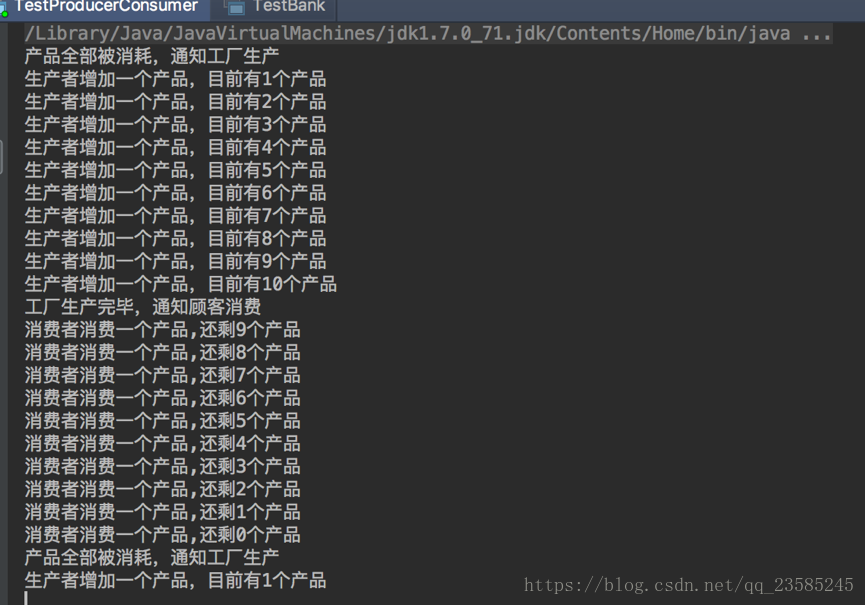 TestProducerConsumer
TestBank
/Library/Java/JavaVirtualMachines/jdk1.7.0_71.jdk/Contents/Home/bin/java ...
产品全部被消耗，通知工厂生产
生产者增加一个产品，目前有1个产品
生产者增加一个产品，目前有2个产品
生产者增加一个产品，目前有3个产品
生产者增加一个产品，目前有4个产品
生产者增加一个产品，目前有5个产品
生产者增加一个产品，目前有6个产品
生产者增加一个产品，目前有7个产品
生产者增加一个产品，目前有8个产品
生产者增加一个产品，目前有9个产品
生产者增加一个产品，目前有10个产品
工厂生产完毕，通知顾客消费
消费者消费一个产品,还剩9个产品
消费者消费一个产品,还剩8个产品
消费者消费一个产品,还剩7个产品
消费者消费一个产品,还剩6个产品
消费者消费一个产品,还剩5个产品
消费者消费一个产品,还剩4个产品
消费者消费一个产品,还剩3个产品
消费者消费一个产品,还剩2个产品
消费者消费一个产品,还剩1个产品
消费者消费一个产品,还剩0个产品
产品全部被消耗，通知工厂生产
生产者增加一个产品，目前有1个产品
https://blog.csdn.net/qq_23585245